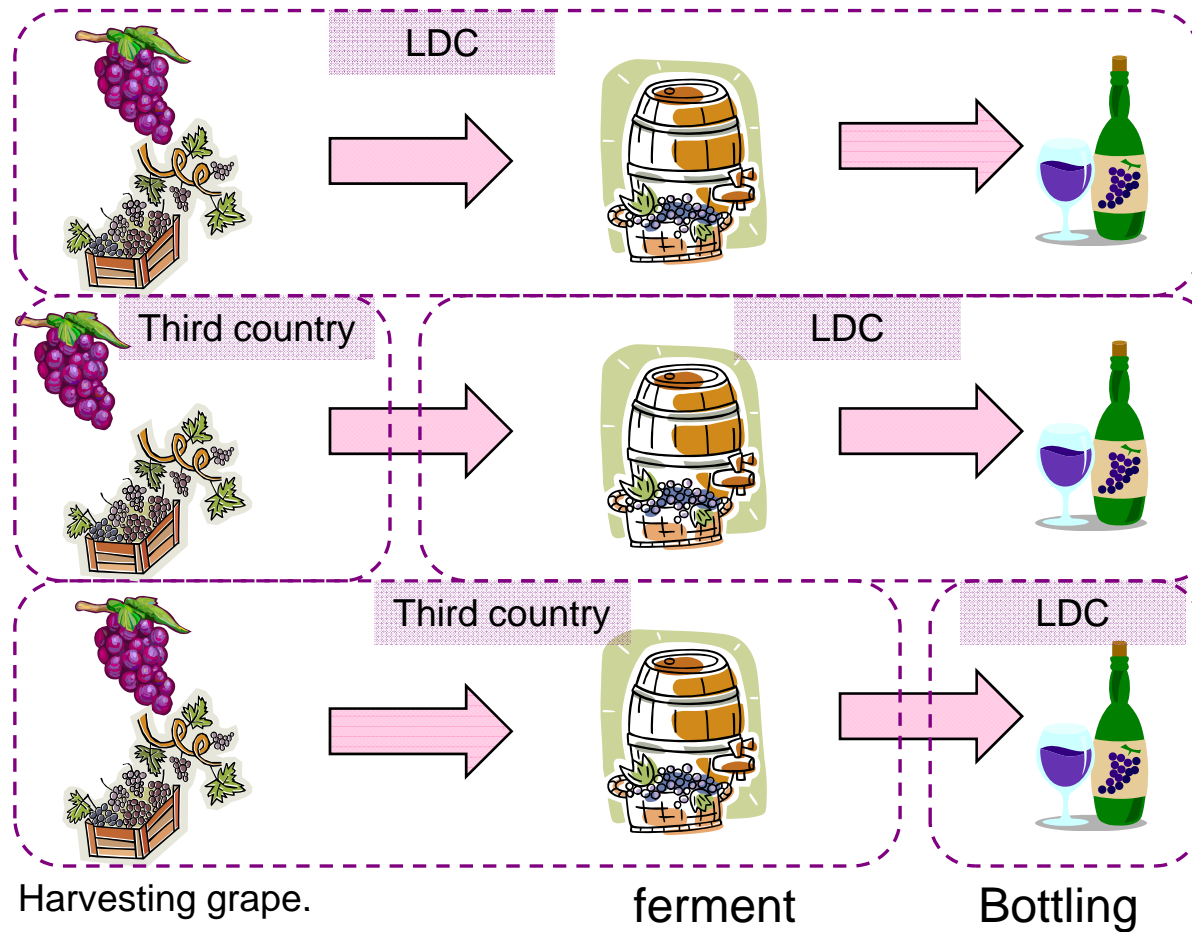 LDC
Third country
LDC
Third country
LDC
Harvesting grape.
ferment
Bottling